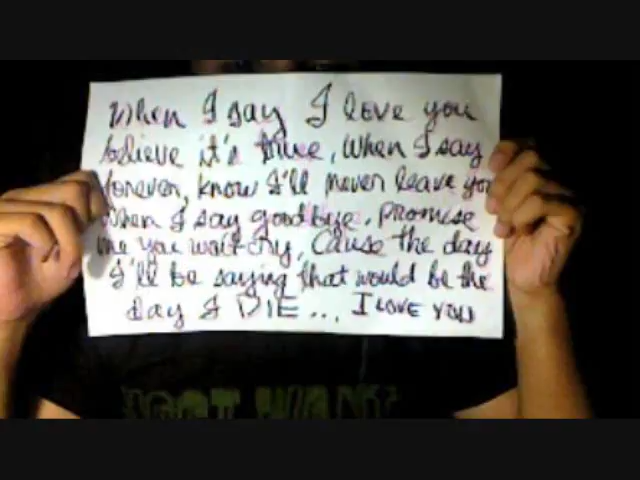 When I say I love you
believe it's true, When I say
forever, know I'll never leave you
When I say goodbye, Promise
me you wait cry, Cause the day
I'll be saying that would be the
day I DIE... I LOVE YOU